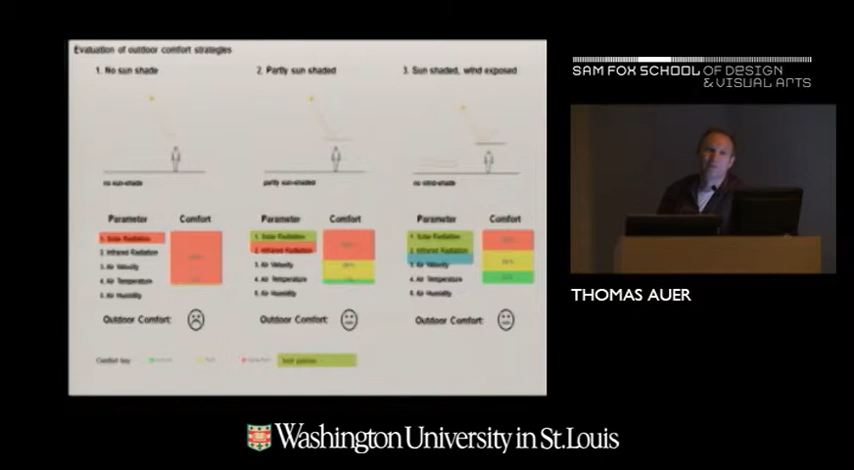 Evaluation of outdoor comfort strategies
1. No sun shade
2. Partly sun shaded
3. Sun shaded, wind exposed
no sun-shade
partly sun-shaded
no wind-shade
Parameter Comfort
1. Solar Radiation
2. Infrared Radiation
3. Air Velocity
4. Air Temperature
5. Air Humidity
Outdoor Comfort:
Parameter Comfort
1. Solar Radiation
2. Infrared Radiation
3. Air Velocity
4. Air Temperature
5. Air Humidity
Outdoor Comfort:
Parameter Comfort
1. Solar Radiation
2. Infrared Radiation
3. Air Velocity
4. Air Temperature
5. Air Humidity
Outdoor Comfort:
SAM FOX SCHOOL OF DESIGN
& VISUAL ARTS
THOMAS AUER
Washington University in St. Louis